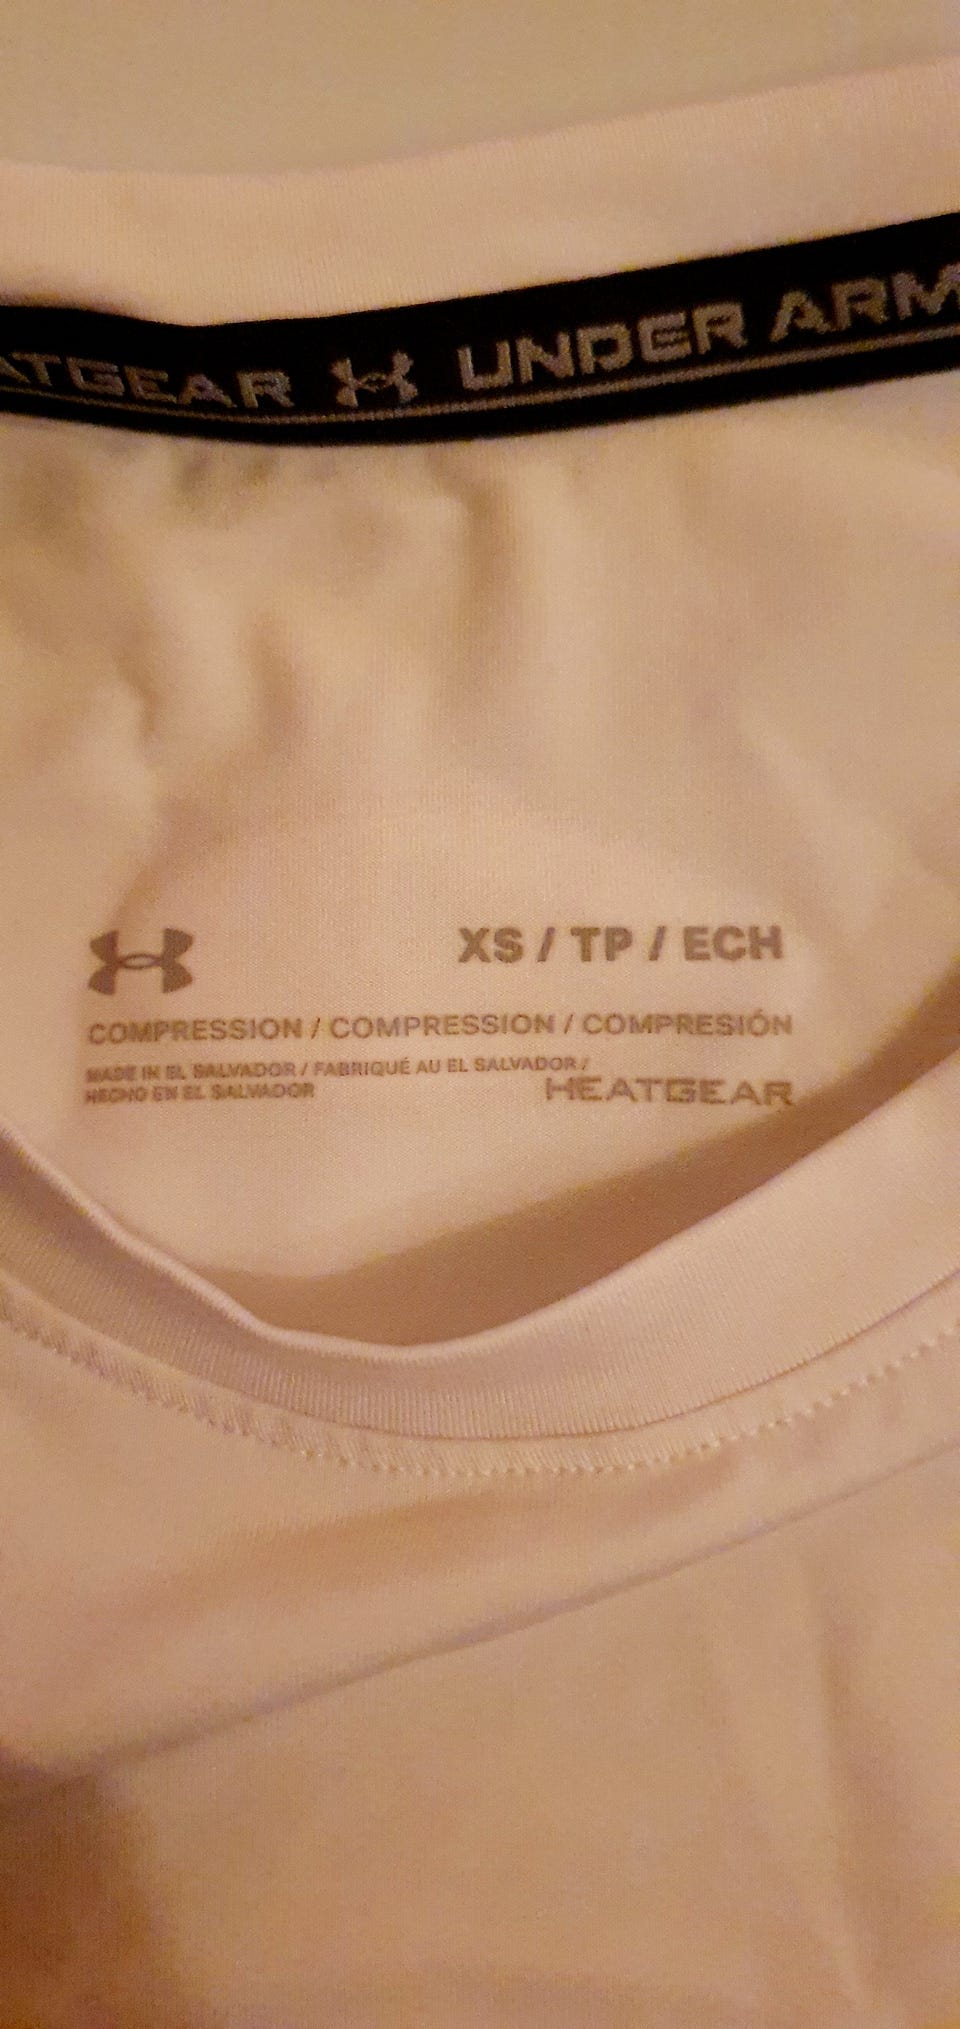 ATGEAR UNDER ARM
XS / TP / ECH
COMPRESSION / COMPRESSION / COMPRESIÓN
MADE IN EL SALVADOR / FABRIQUÉ AU EL SALVADOR /
HECHO EN EL SALVADOR
HEATGEAR